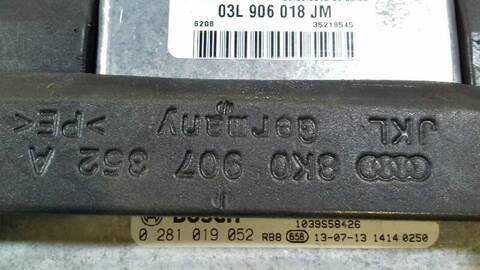 03L 906 018 JM
6208 35219545
>PE< Germany JKL
8K0 907 352 A
BOSCH 1039S58426
0 281 019 052 RBB 658 13-07-13 1414 0250